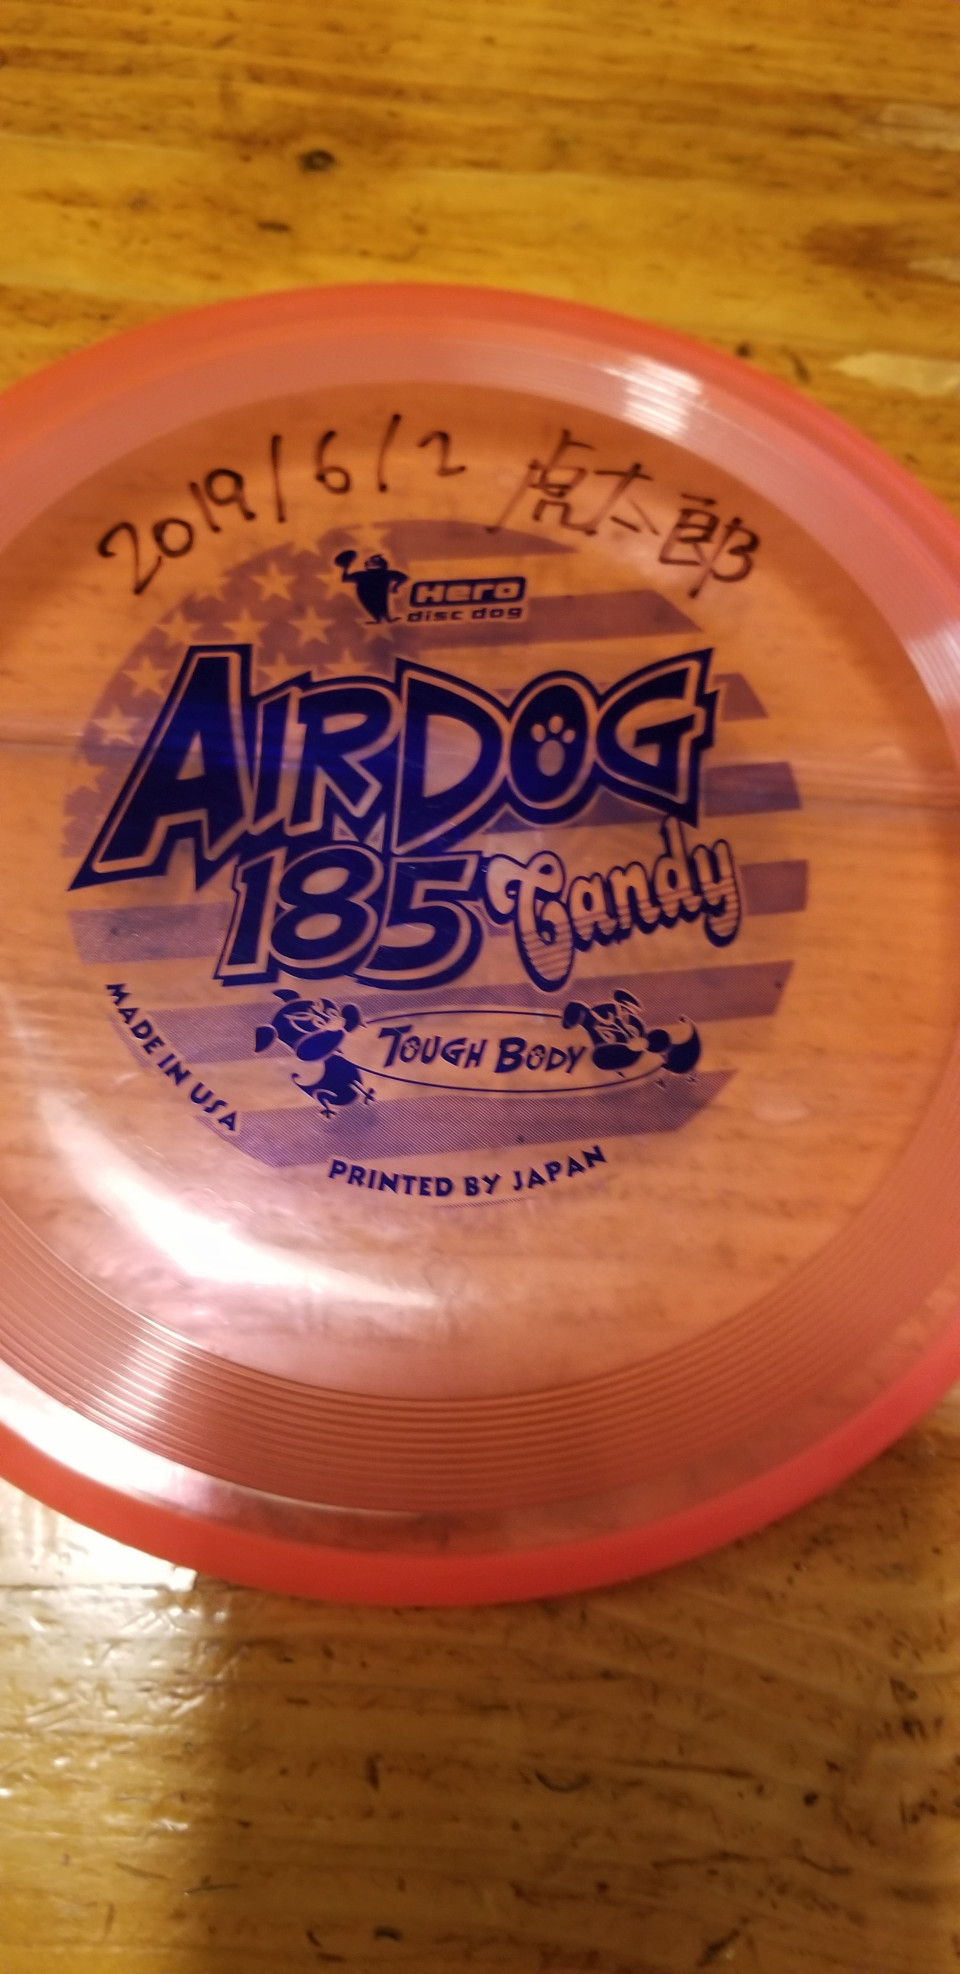 2019/6/2 虎太郎
Hero
disc dog
AIRDOG
185 Candy
TOUGH BODY
MADE IN USA
PRINTED BY JAPAN